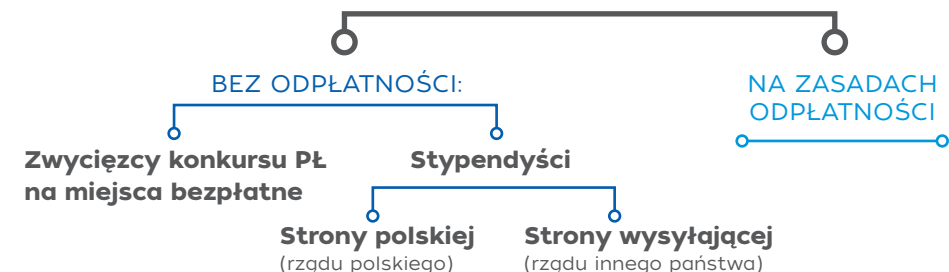 BEZ ODPŁATNOŚCI:
NA ZASADACH
ODPŁATNOŚCI
Zwycięzcy konkursu PŁ
na miejsca bezpłatne
Stypendyści
Strony polskiej
(rządu polskiego)
Strony wysyłającej
(rządu innego państwa)